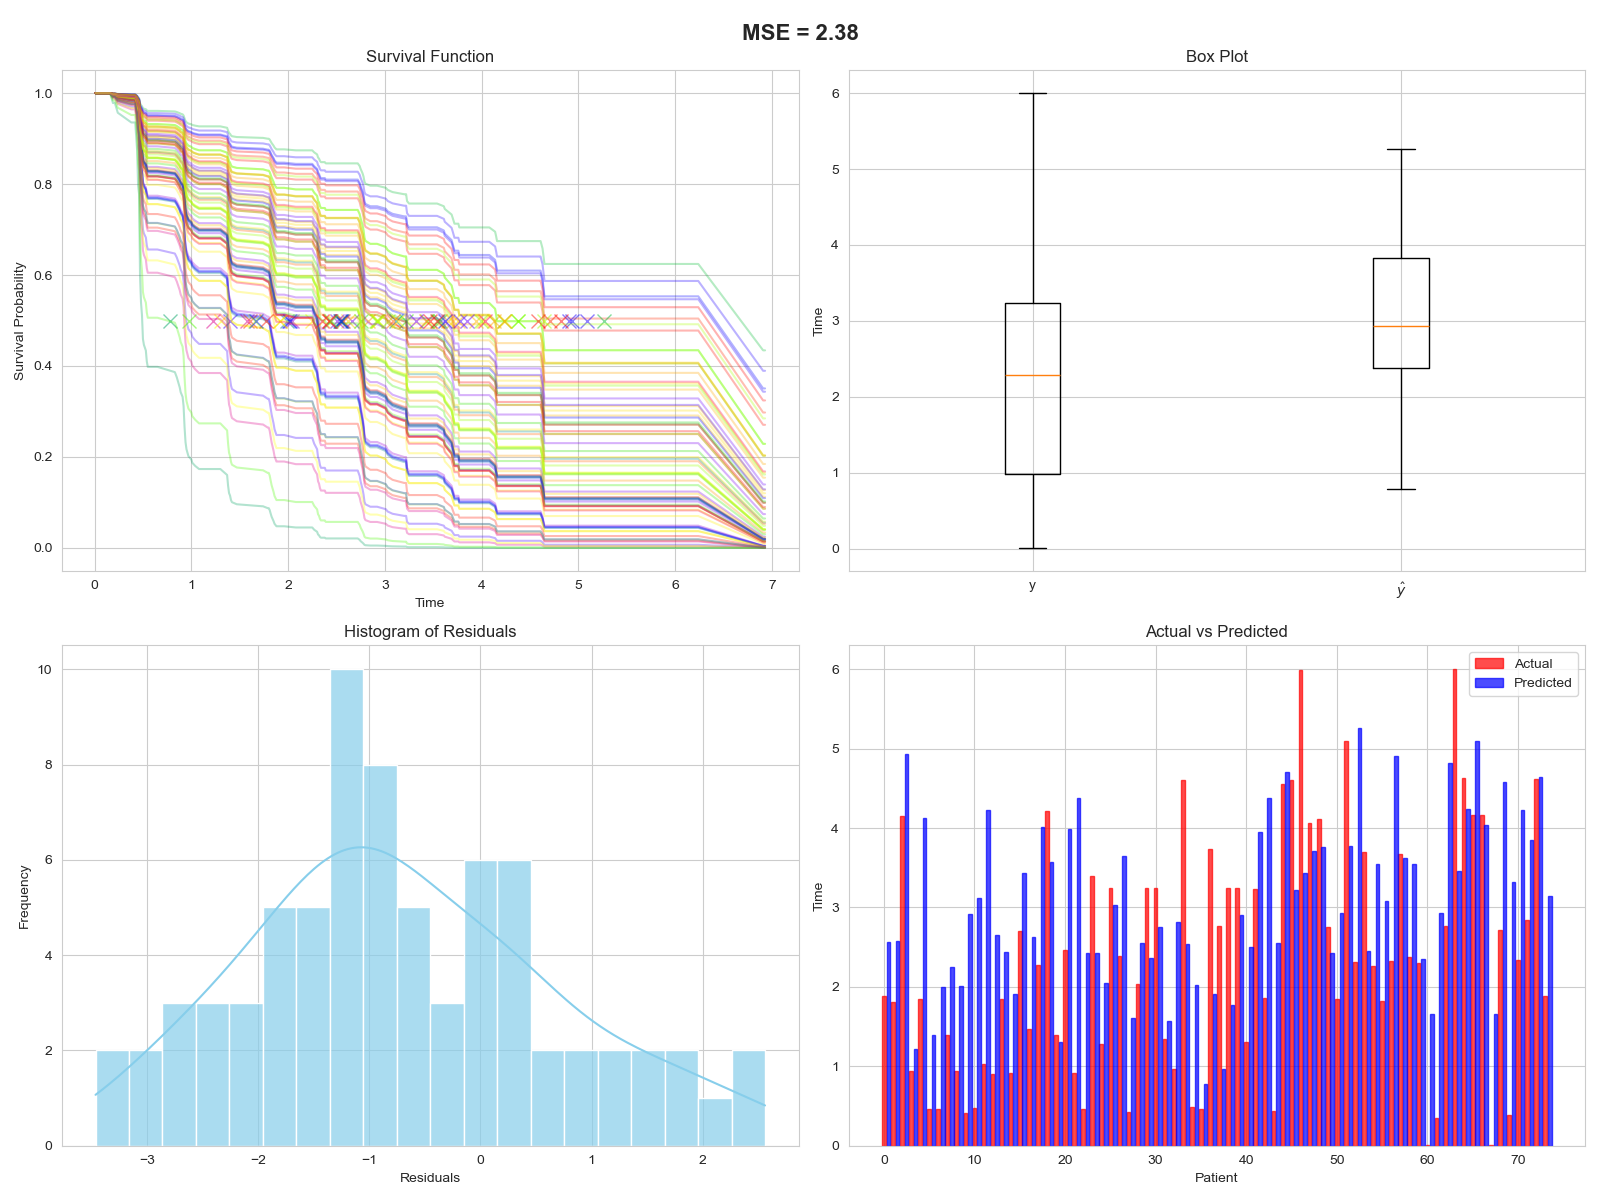 MSE = 2.38
Survival Function
Survival Probability
1.0
0.8
0.6
0.4
0.2
0.0
0 1 2 3 4 5 6 7
Time
Box Plot
Time
6
5
4
3
2
1
0
y ŷ
Histogram of Residuals
Frequency
10
8
6
4
2
0
−3 −2 −1 0 1 2
Residuals
Actual vs Predicted
Actual
Predicted
Time
6
5
4
3
2
1
0
0 10 20 30 40 50 60 70
Patient